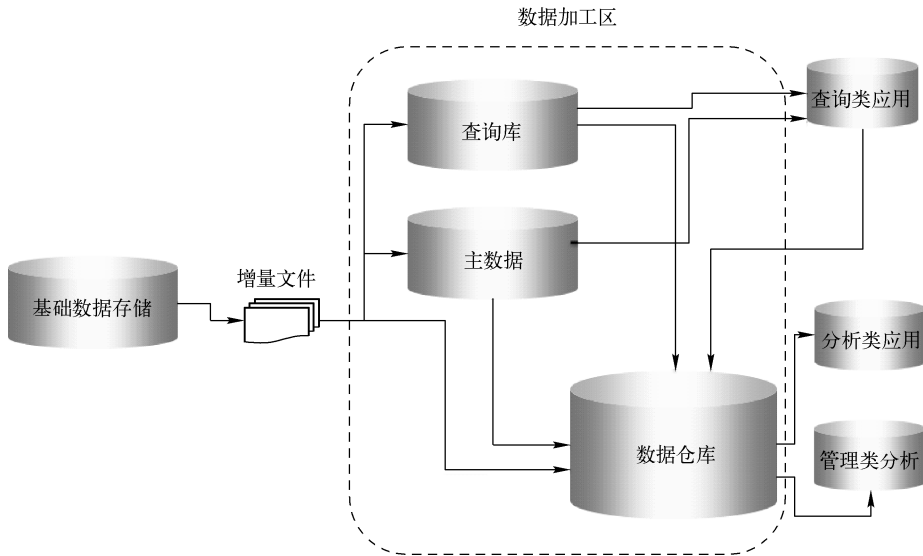 数据加工区
查询库
查询类应用
主数据
增量文件
基础数据存储
分析类应用
数据仓库
管理类分析